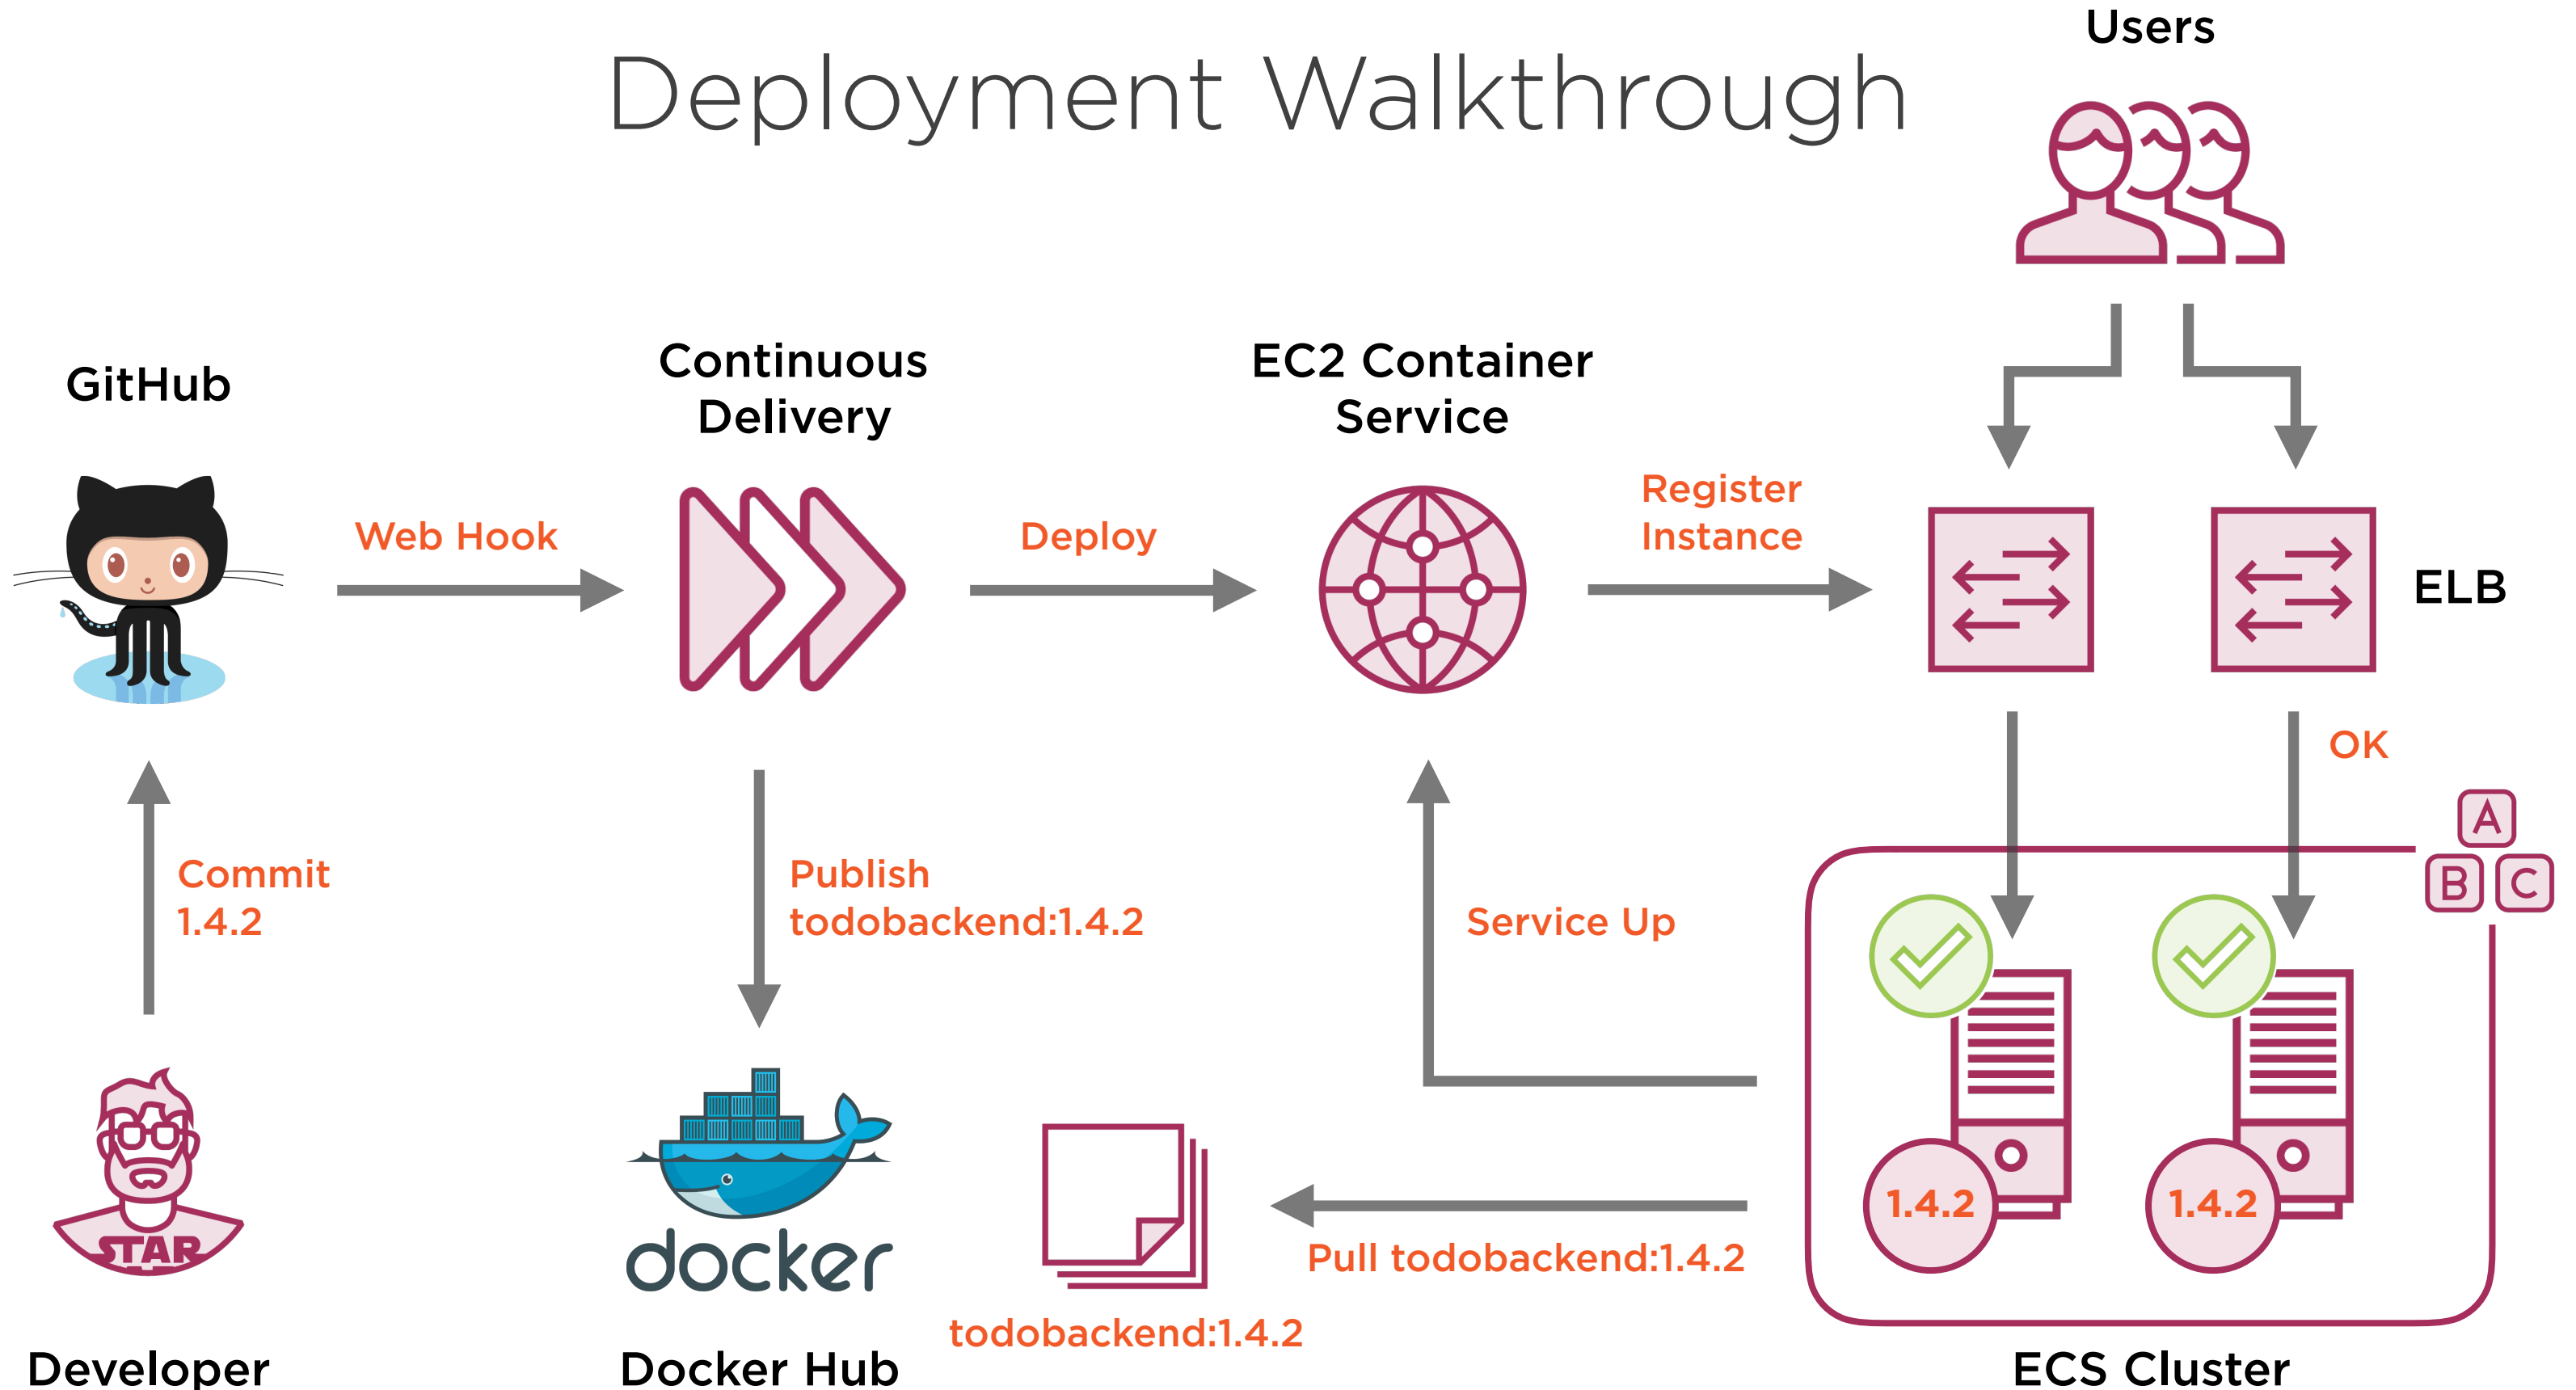 Deployment Walkthrough
Users
GitHub
Continuous
Delivery
EC2 Container
Service
Web Hook
Deploy
Register
Instance
ELB
OK
A
B C
Commit
1.4.2
Publish
todobackend:1.4.2
Service Up
STAR
docker
1.4.2
1.4.2
Pull todobackend:1.4.2
todobackend:1.4.2
Developer
Docker Hub
ECS Cluster